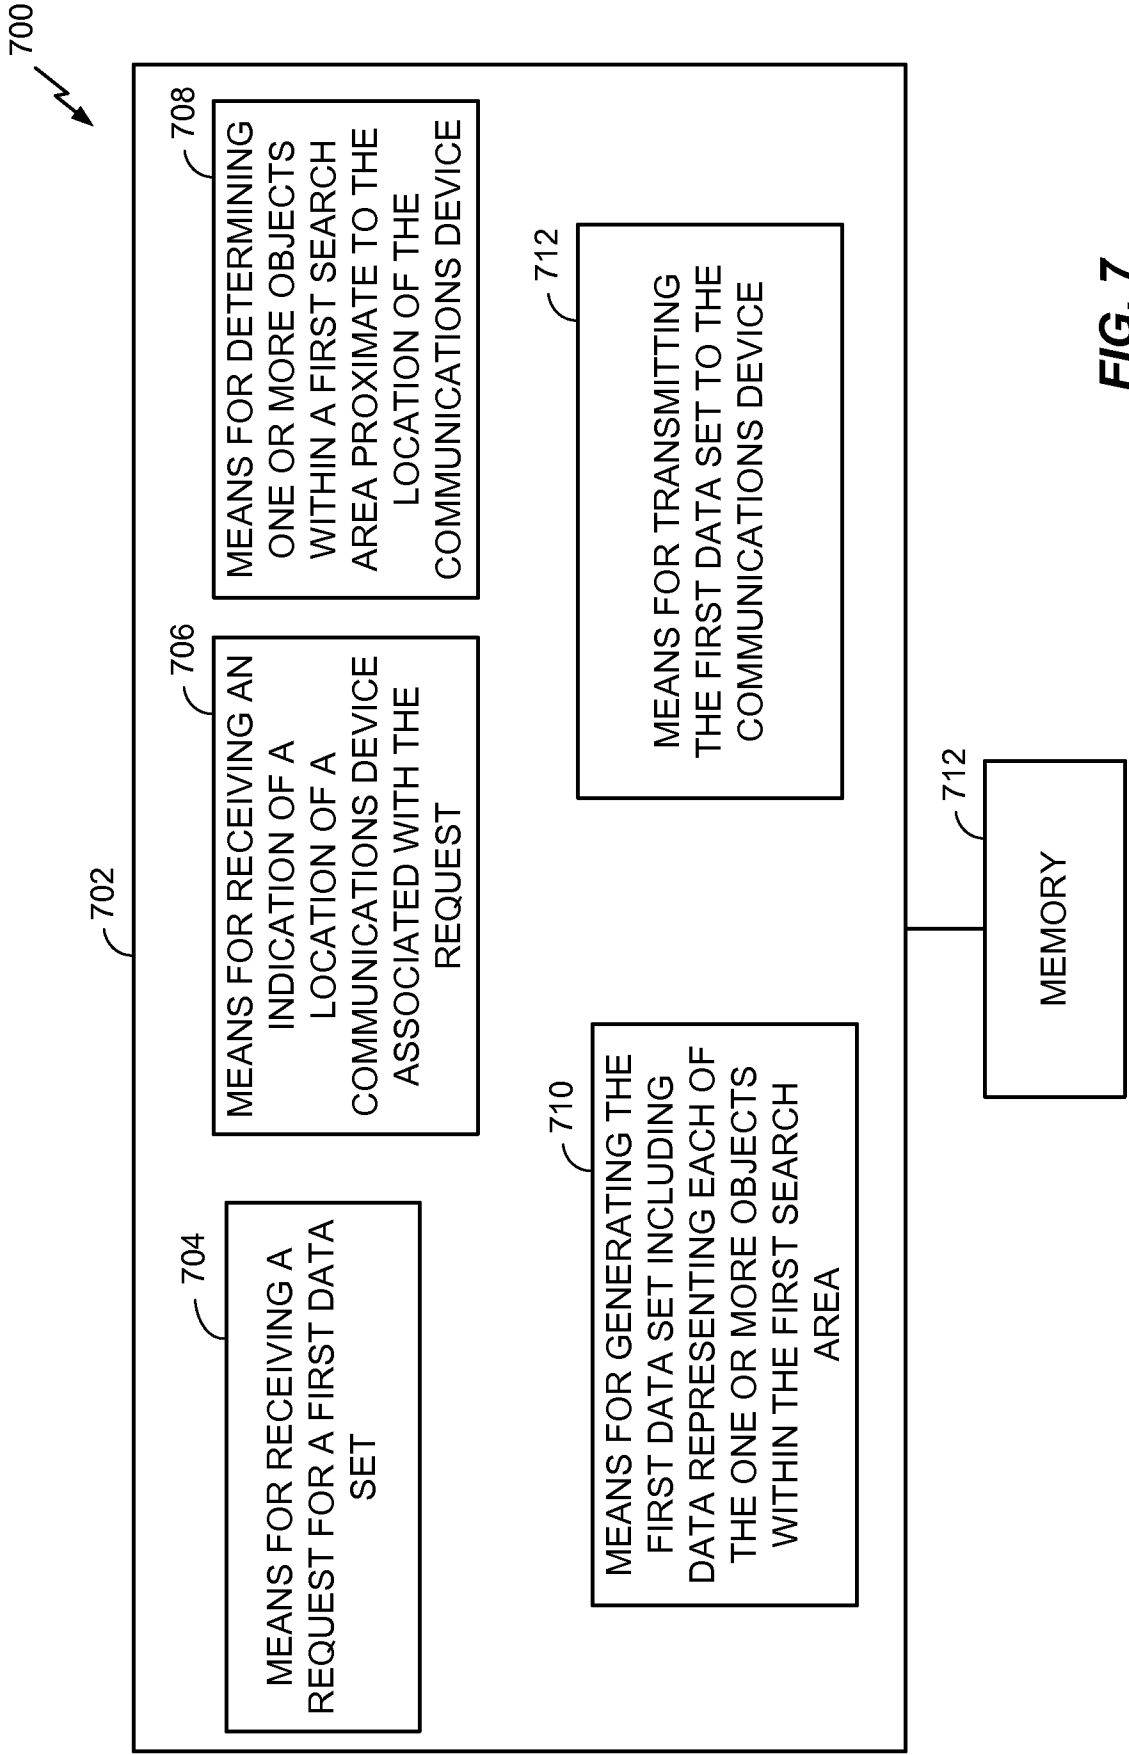 700
702
704
MEANS FOR RECEIVING A
REQUEST FOR A FIRST DATA
SET
706
MEANS FOR RECEIVING AN
INDICATION OF A
LOCATION OF A
COMMUNICATIONS DEVICE
ASSOCIATED WITH THE
REQUEST
708
MEANS FOR DETERMINING
ONE OR MORE OBJECTS
WITHIN A FIRST SEARCH
AREA PROXIMATE TO THE
LOCATION OF THE
COMMUNICATIONS DEVICE
710
MEANS FOR GENERATING THE
FIRST DATA SET INCLUDING
DATA REPRESENTING EACH OF
THE ONE OR MORE OBJECTS
WITHIN THE FIRST SEARCH
AREA
712
MEANS FOR TRANSMITTING
THE FIRST DATA SET TO THE
COMMUNICATIONS DEVICE
712
MEMORY
FIG. 7